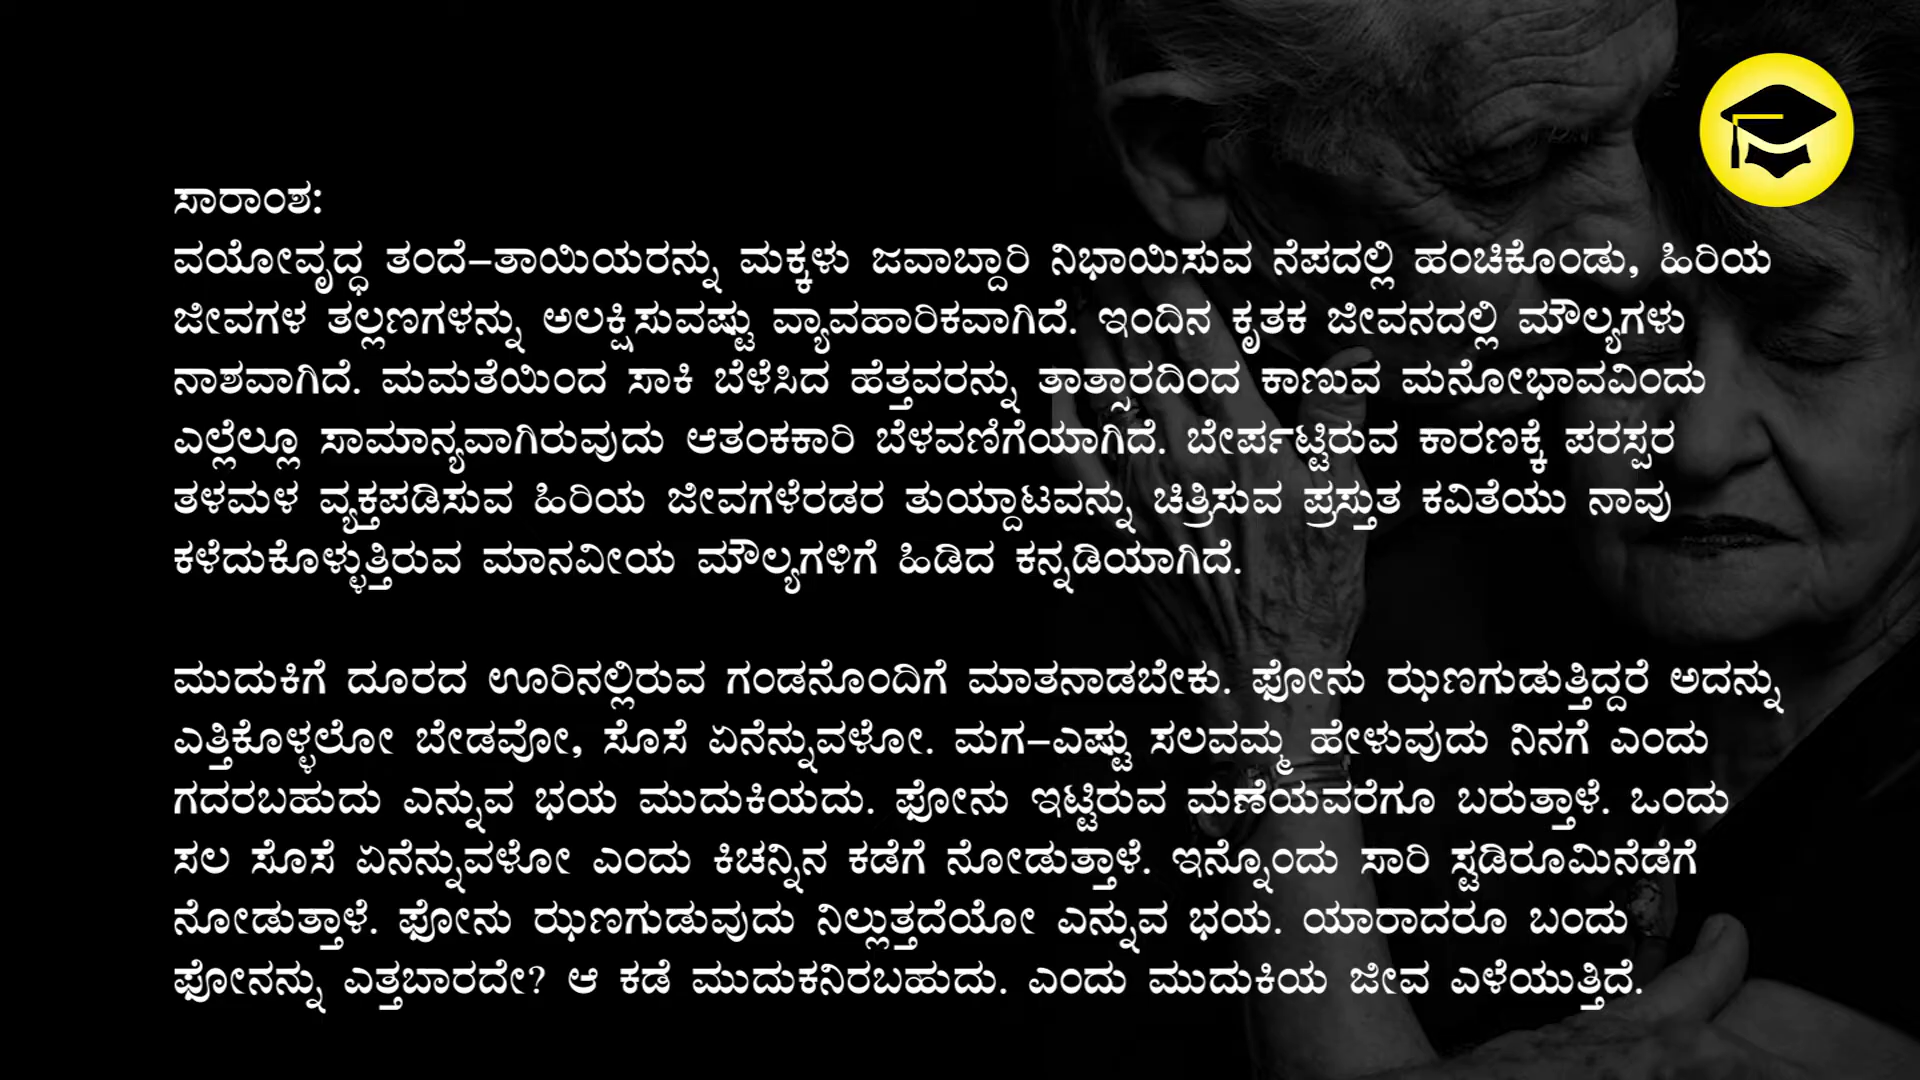 ಸಾರಾಂಶ:
ವಯೋವೃದ್ಧ ತಂದೆ-ತಾಯಿಯರನ್ನು ಮಕ್ಕಳು ಜವಾಬ್ದಾರಿ ನಿಭಾಯಿಸುವ ನೆಪದಲ್ಲಿ ಹಂಚಿಕೊಂಡು, ಹಿರಿಯ
ಜೀವಗಳ ತಲ್ಲಣಗಳನ್ನು ಅಲಕ್ಷಿಸುವಷ್ಟು ವ್ಯಾವಹಾರಿಕವಾಗಿದೆ. ಇಂದಿನ ಕೃತಕ ಜೀವನದಲ್ಲಿ ಮೌಲ್ಯಗಳು
ನಾಶವಾಗಿದೆ. ಮಮತೆಯಿಂದ ಸಾಕಿ ಬೆಳೆಸಿದ ಹೆತ್ತವರನ್ನು ತಾತ್ಸಾರದಿಂದ ಕಾಣುವ ಮನೋಭಾವವಿಂದು
ಎಲ್ಲೆಲ್ಲೂ ಸಾಮಾನ್ಯವಾಗಿರುವುದು ಆತಂಕಕಾರಿ ಬೆಳವಣಿಗೆಯಾಗಿದೆ. ಬೇರ್ಪಟ್ಟಿರುವ ಕಾರಣಕ್ಕೆ ಪರಸ್ಪರ
ತಳಮಳ ವ್ಯಕ್ತಪಡಿಸುವ ಹಿರಿಯ ಜೀವಗಳೆರಡರ ತುಯ್ದಾಟವನ್ನು ಚಿತ್ರಿಸುವ ಪ್ರಸ್ತುತ ಕವಿತೆಯು ನಾವು
ಕಳೆದುಕೊಳ್ಳುತ್ತಿರುವ ಮಾನವೀಯ ಮೌಲ್ಯಗಳಿಗೆ ಹಿಡಿದ ಕನ್ನಡಿಯಾಗಿದೆ.
ಮುದುಕಿಗೆ ದೂರದ ಊರಿನಲ್ಲಿರುವ ಗಂಡನೊಂದಿಗೆ ಮಾತನಾಡಬೇಕು. ಫೋನು ಝಣಗುಡುತ್ತಿದ್ದರೆ ಅದನ್ನು
ಎತ್ತಿಕೊಳ್ಳಲೋ ಬೇಡವೋ, ಸೊಸೆ ಏನೆನ್ನುವಳೋ. ಮಗ-ಎಷ್ಟು ಸಲವಮ್ಮ ಹೇಳುವುದು ನಿನಗೆ ಎಂದು
ಗದರಬಹುದು ಎನ್ನುವ ಭಯ ಮುದುಕಿಯದು. ಫೋನು ಇಟ್ಟಿರುವ ಮಣೆಯವರೆಗೂ ಬರುತ್ತಾಳೆ. ಒಂದು
ಸಲ ಸೊಸೆ ಏನೆನ್ನುವಳೋ ಎಂದು ಕಿಚನ್ನಿನ ಕಡೆಗೆ ನೋಡುತ್ತಾಳೆ. ಇನ್ನೊಂದು ಸಾರಿ ಸ್ಟಡಿರೂಮಿನೆಡೆಗೆ
ನೋಡುತ್ತಾಳೆ. ಫೋನು ಝಣಗುಡುವುದು ನಿಲ್ಲುತ್ತದೆಯೋ ಎನ್ನುವ ಭಯ. ಯಾರಾದರೂ ಬಂದು
ಫೋನನ್ನು ಎತ್ತಬಾರದೇ? ಆ ಕಡೆ ಮುದುಕನಿರಬಹುದು. ಎಂದು ಮುದುಕಿಯ ಜೀವ ಎಳೆಯುತ್ತಿದೆ.